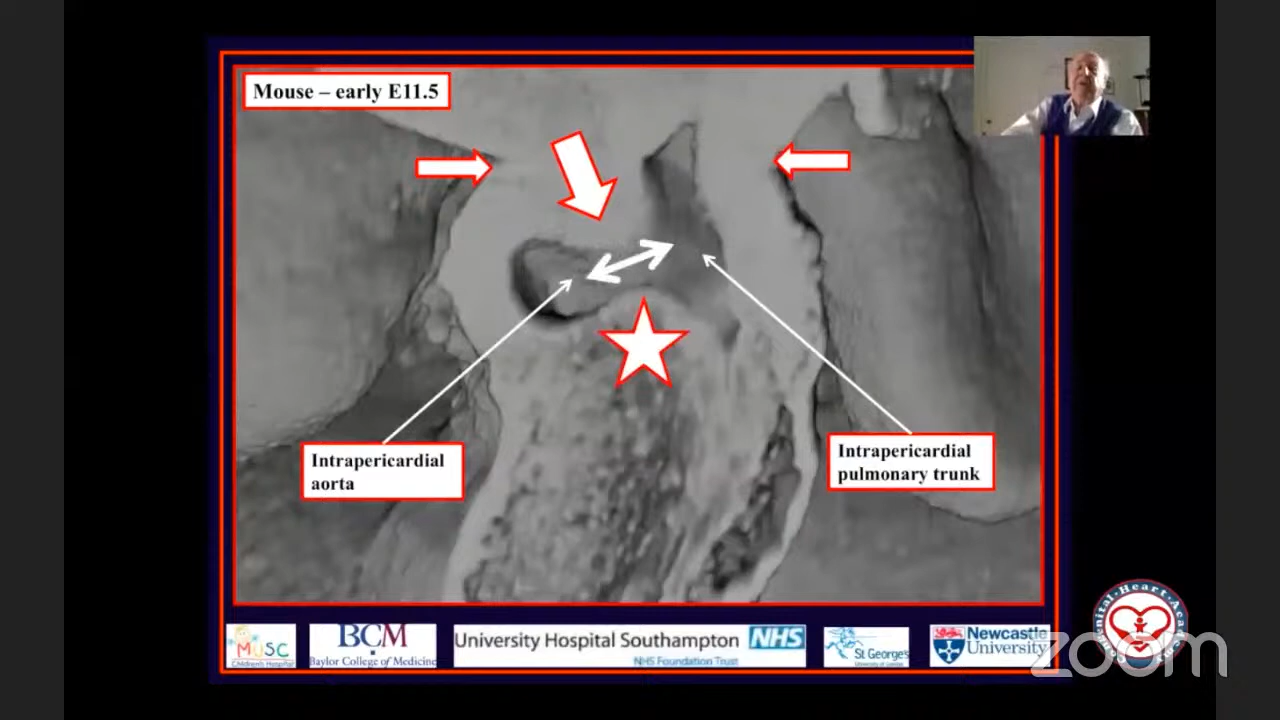 Mouse – early E11.5
Intrapericardial
aorta
Intrapericardial
pulmonary trunk
MUSC
Children's Hospital
BCM
Baylor College of Medicine
University Hospital Southampton NHS
NHS Foundation Trust
St George's
University of London
Newcastle
University
zoom